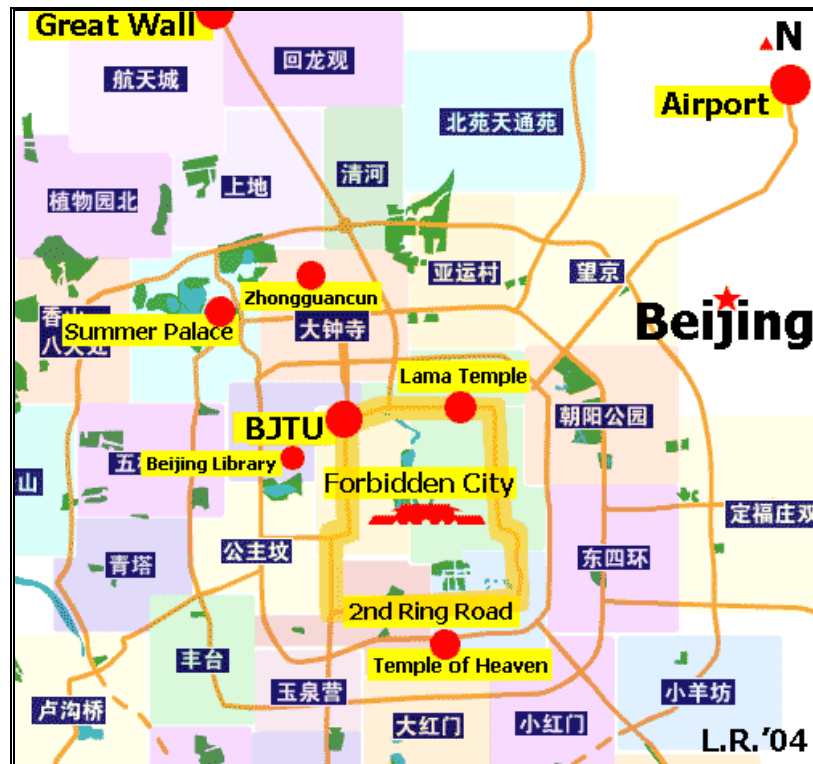 Great Wall
N
回龙观
航天城
Airport
北苑天通苑
清河
上地
植物园北
亚运村
望京
Zhongguancun
Beijing
香山
Summer Palace
大钟寺
Lama Temple
朝阳公园
BJTU
Beijing Library
Forbidden City
定福庄双
公主坟
东四环
青塔
2nd Ring Road
丰台
Temple of Heaven
玉泉营
小羊坊
卢沟桥
大红门
小红门
L.R.'04